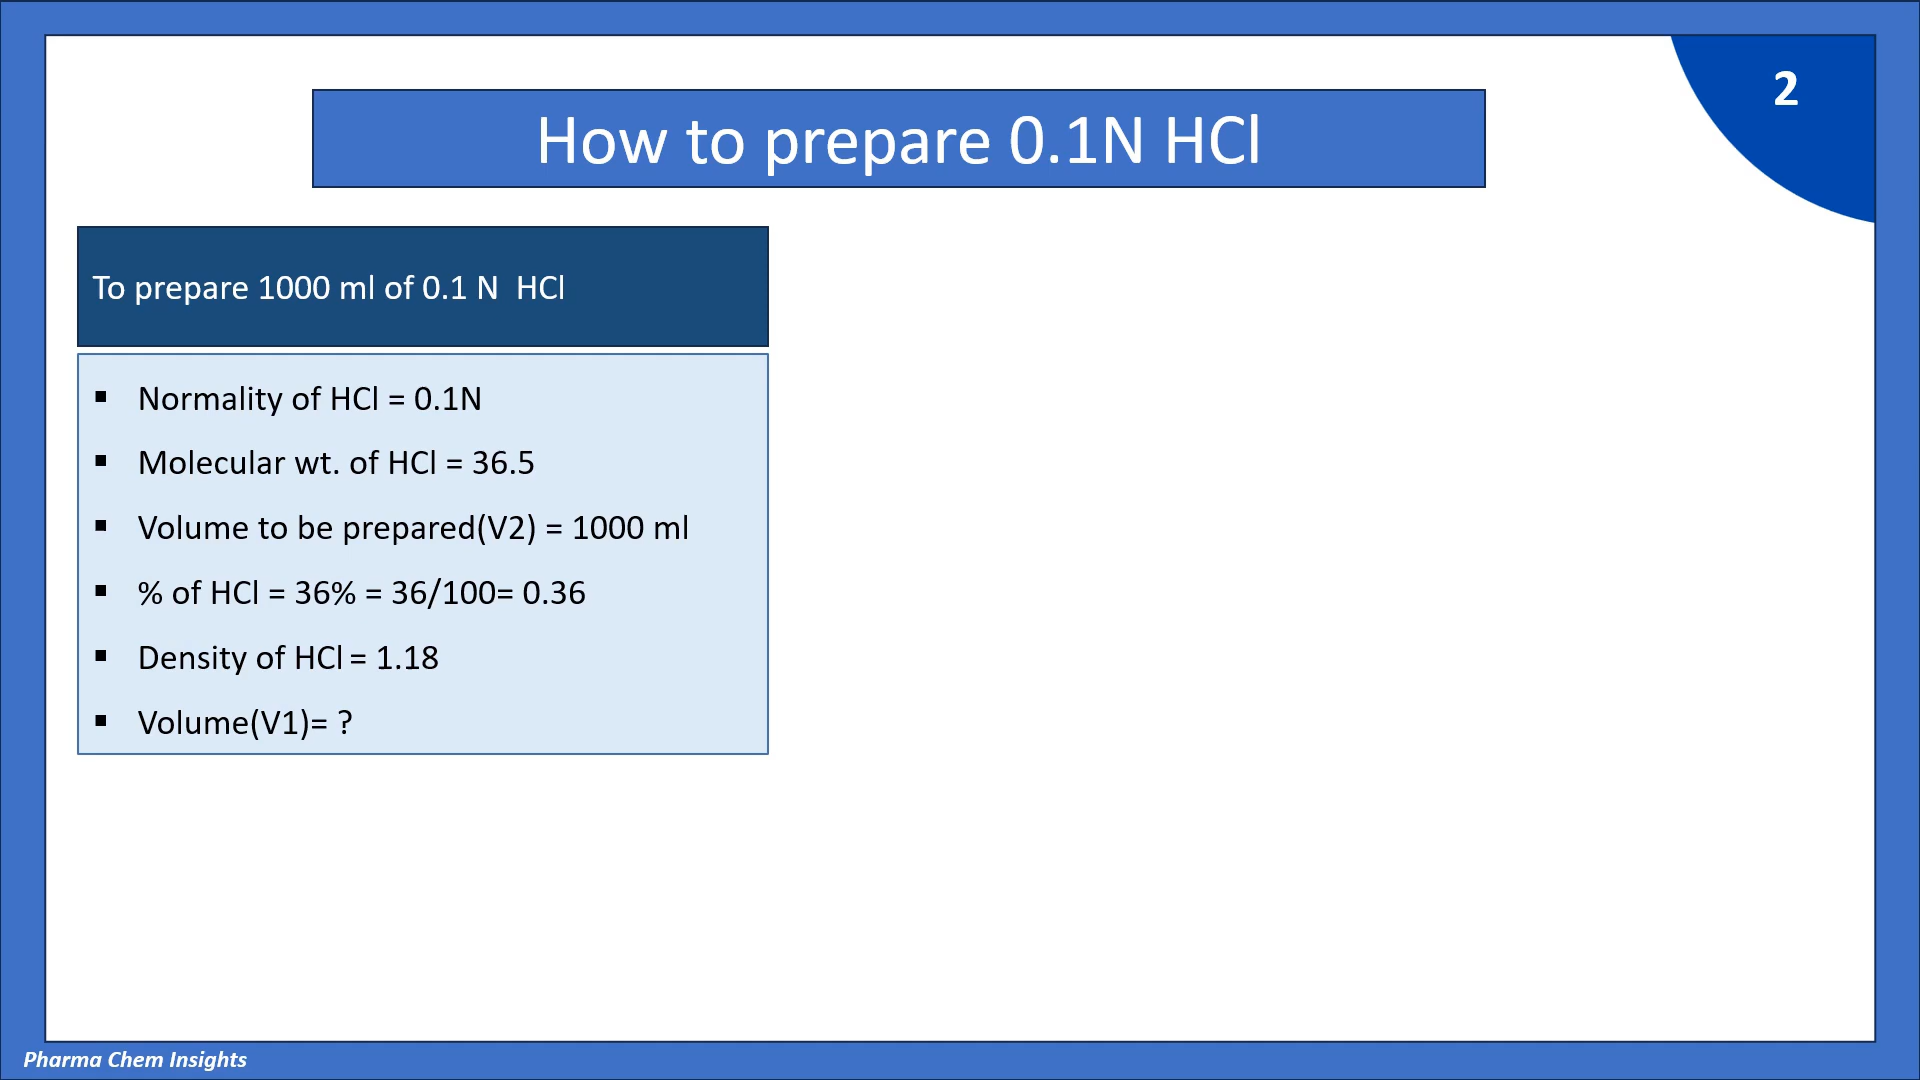 2
How to prepare 0.1N HCl
To prepare 1000 ml of 0.1 N  HCl
▪ Normality of HCl = 0.1N
▪ Molecular wt. of HCl = 36.5
▪ Volume to be prepared(V2) = 1000 ml
▪ % of HCl = 36% = 36/100= 0.36
▪ Density of HCl = 1.18
▪ Volume(V1)= ?
Pharma Chem Insights